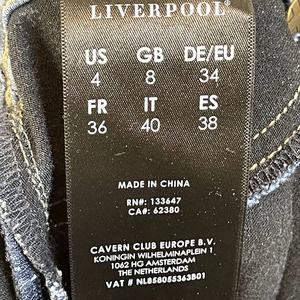 LIVERPOOL®
US GB DE/EU
4 8 34
FR IT ES
36 40 38
MADE IN CHINA
RN#: 133647
CA#: 62380
CAVERN CLUB EUROPE B.V.
KONINGIN WILHELMINAPLEIN 1
1062 HG AMSTERDAM
THE NETHERLANDS
VAT # NL858055363B01